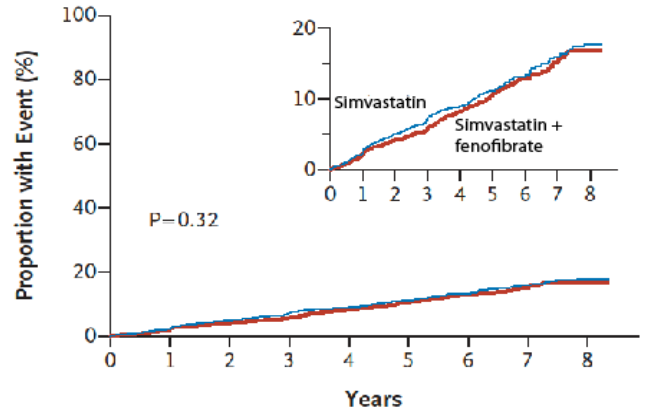 100
80
60
40
20
0
Proportion with Event (%)
P=0.32
0 1 2 3 4 5 6 7 8
Years
20
10
0
Simvastatin
Simvastatin +
fenofibrate
0 1 2 3 4 5 6 7 8